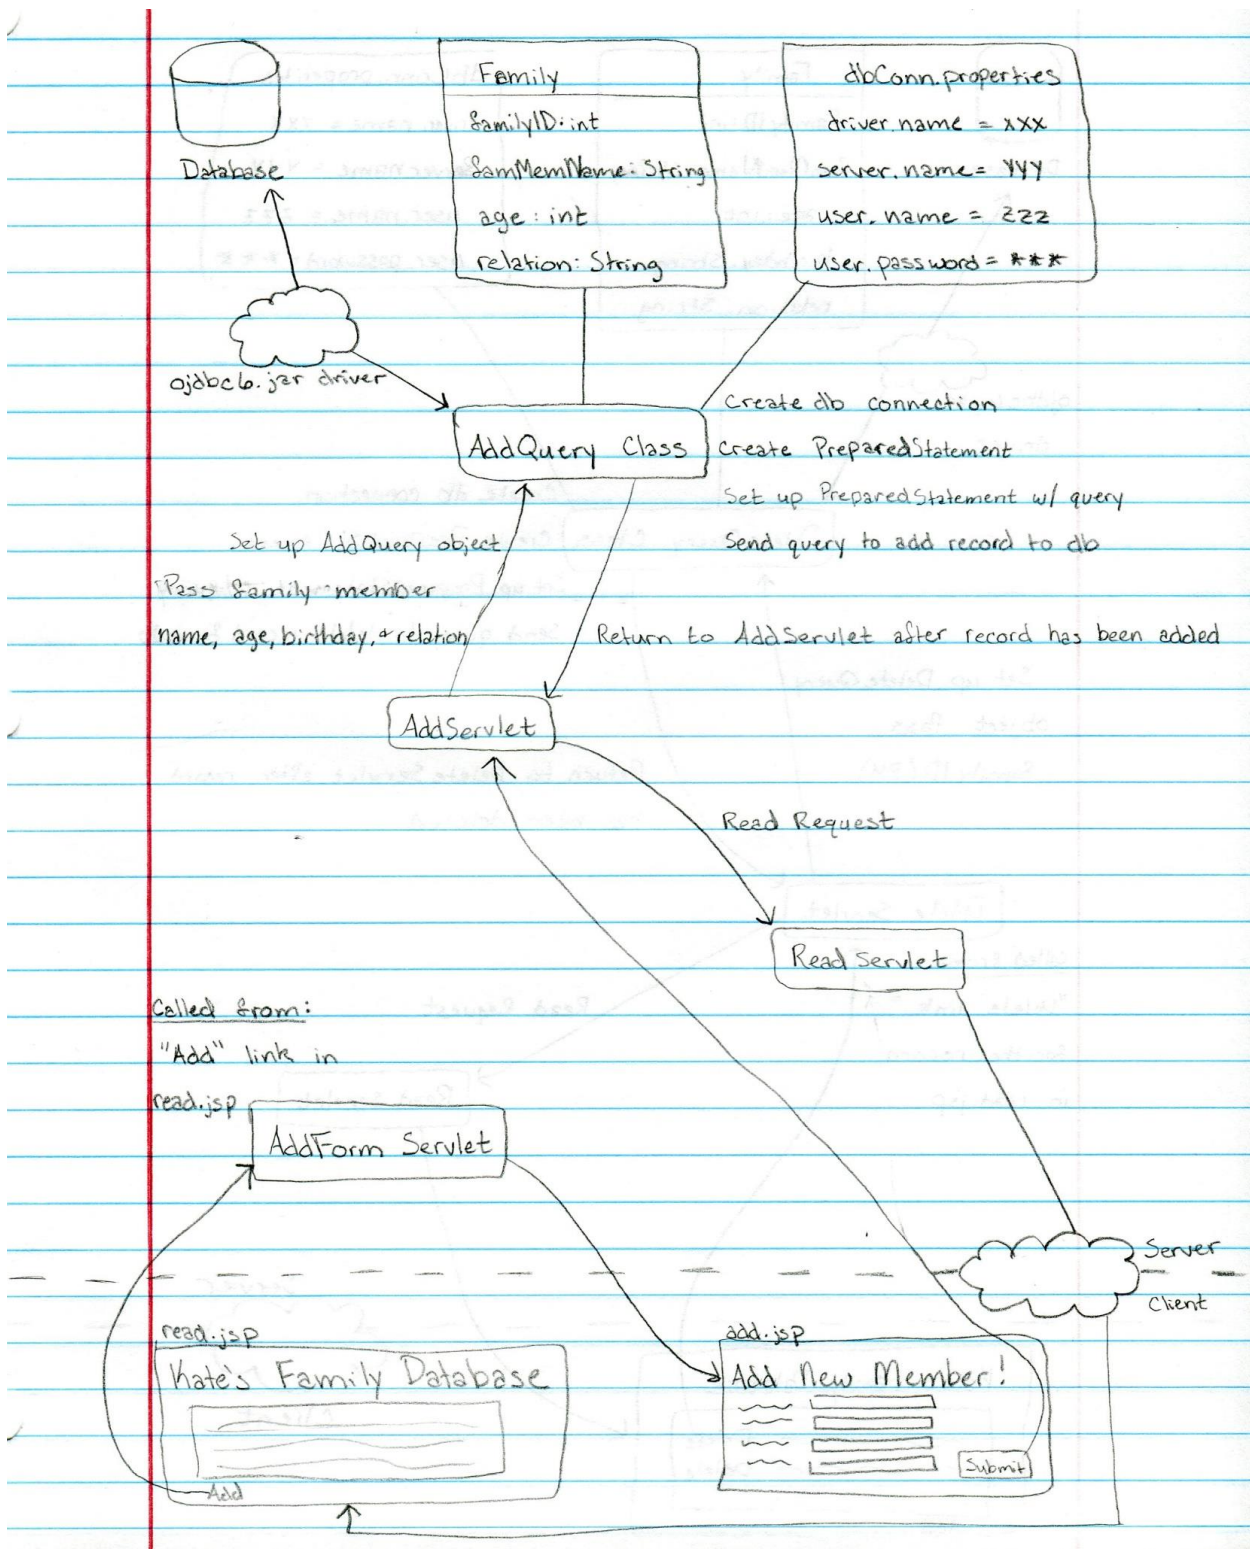 Family
familyID: int
famMemName: String
age: int
relation: String
dbConn.properties
driver.name = xxx
server.name = yyy
user.name = zzz
user.password = ***
Database
ojdbc6.jar driver
AddQuery Class
Create db connection
Create PreparedStatement
Set up PreparedStatement w/ query
Send query to add record to db
Set up AddQuery object
Pass family member
name, age, birthday, + relation
Return to AddServlet after record has been added
AddServlet
Read Request
Read Servlet
Called from:
"Add" link in
read.jsp
AddForm Servlet
Server
Client
read.jsp
Kate's Family Database
Add
add.jsp
Add New Member!
Submit